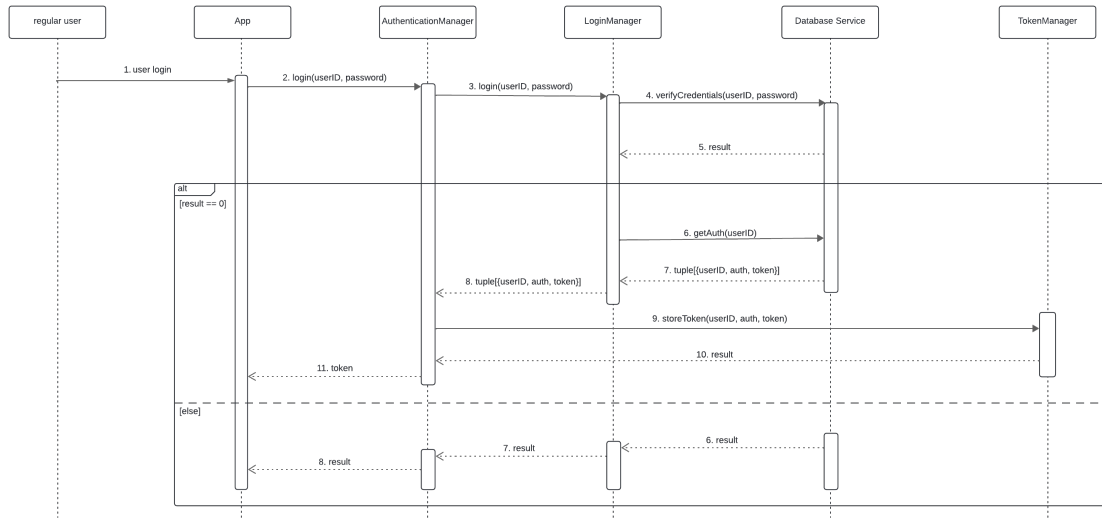 regular user
App
AuthenticationManager
LoginManager
Database Service
TokenManager
1. user login
2. login(userID, password)
3. login(userID, password)
4. verifyCredentials(userID, password)
5. result
alt
[result == 0]
6. getAuth(userID)
7. tuple[{userID, auth, token}]
8. tuple[{userID, auth, token}]
9. storeToken(userID, auth, token)
10. result
11. token
[else]
6. result
7. result
8. result